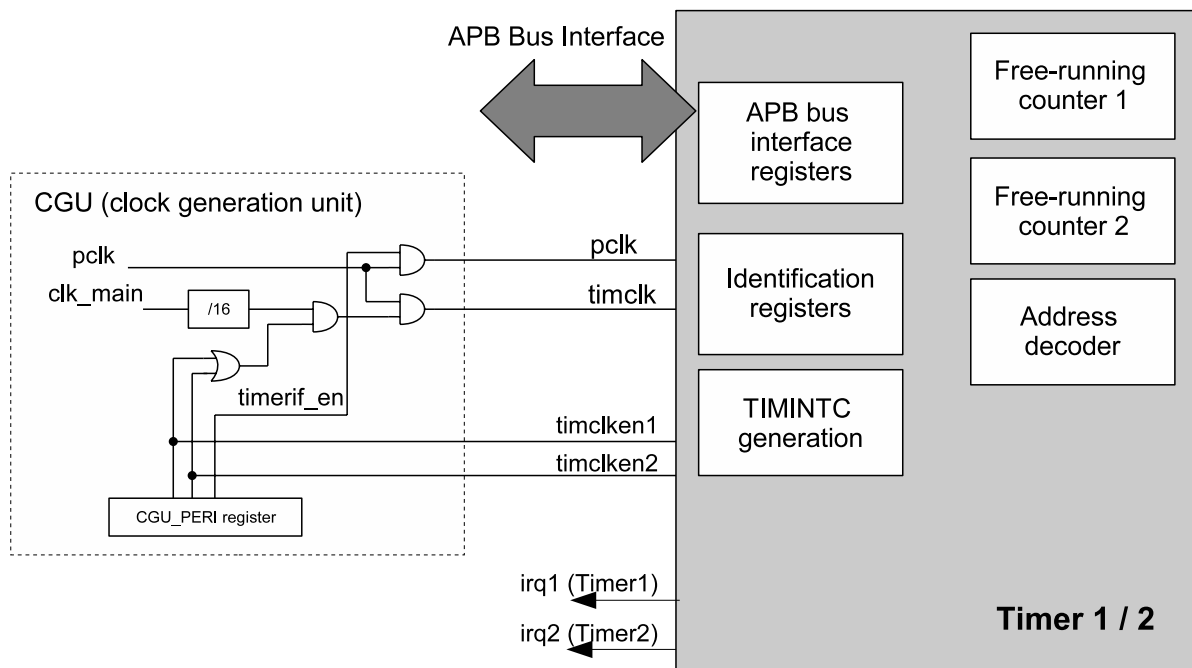 APB Bus Interface
Free-running
counter 1
APB bus
interface
registers
Free-running
counter 2
CGU (clock generation unit)
pclk
pclk
clk_main
/16
timclk
Identification
registers
Address
decoder
timerif_en
TIMINTC
generation
timclken1
timclken2
CGU_PERI register
irq1 (Timer1)
irq2 (Timer2)
Timer 1 / 2